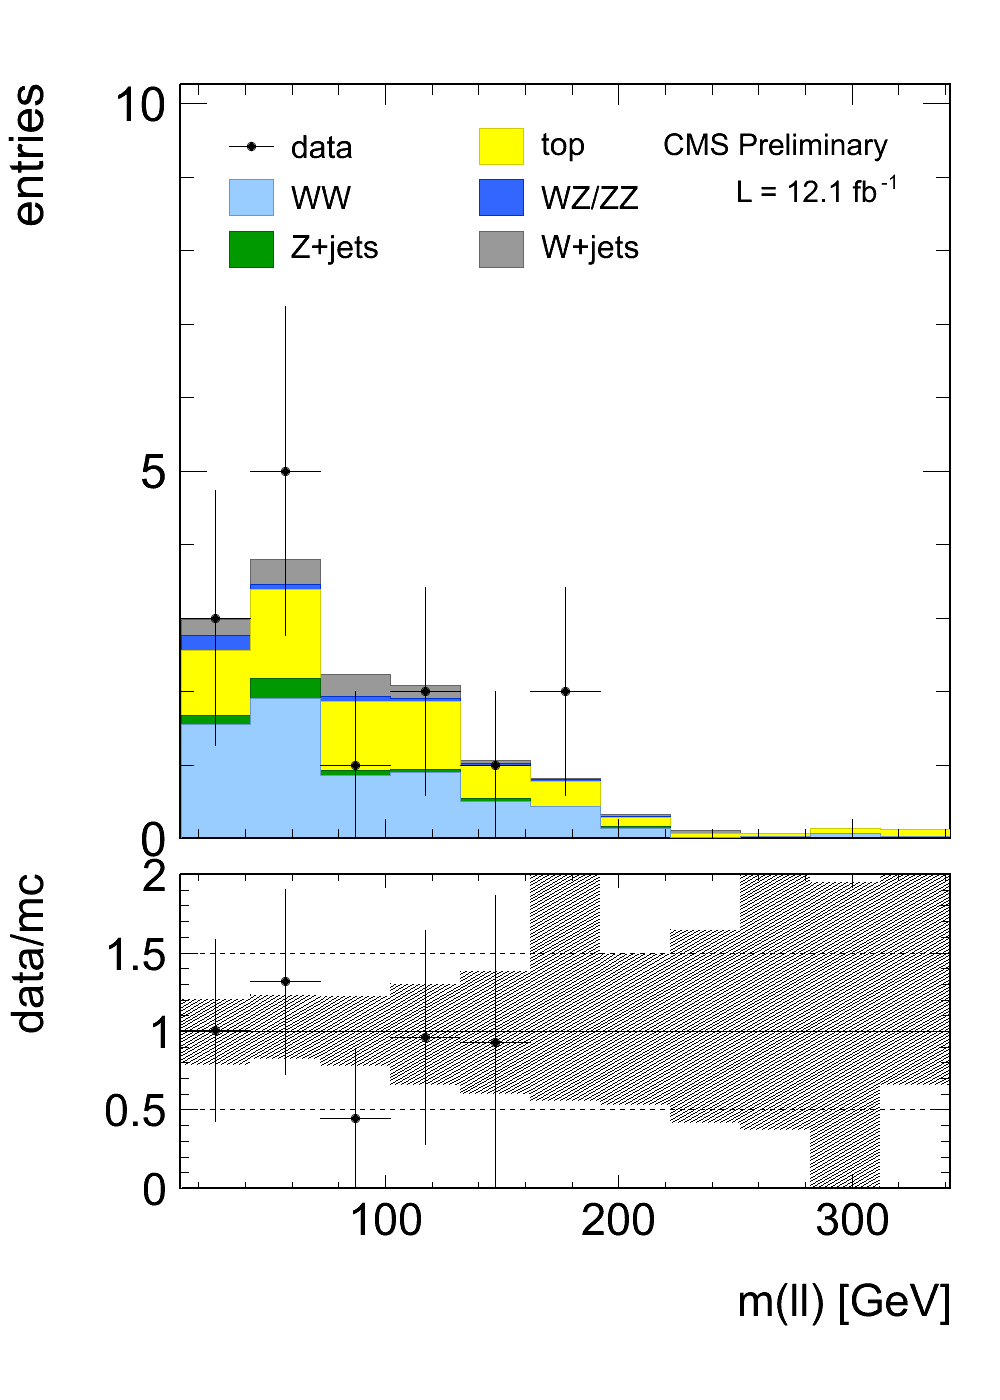 entries
10
5
0
data
WW
Z+jets
top
WZ/ZZ
W+jets
CMS Preliminary
L = 12.1 fb-1
data/mc
2
1.5
1
0.5
0
100 200 300
m(ll) [GeV]